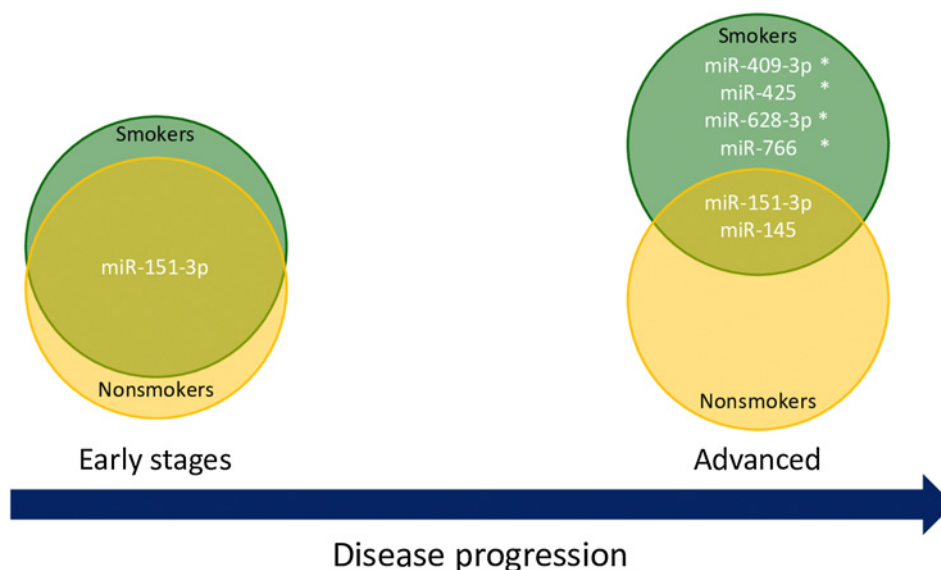 Smokers
miR-151-3p
Nonsmokers
Early stages
Smokers
miR-409-3p *
miR-425 *
miR-628-3p *
miR-766 *
miR-151-3p
miR-145
Nonsmokers
Advanced
Disease progression